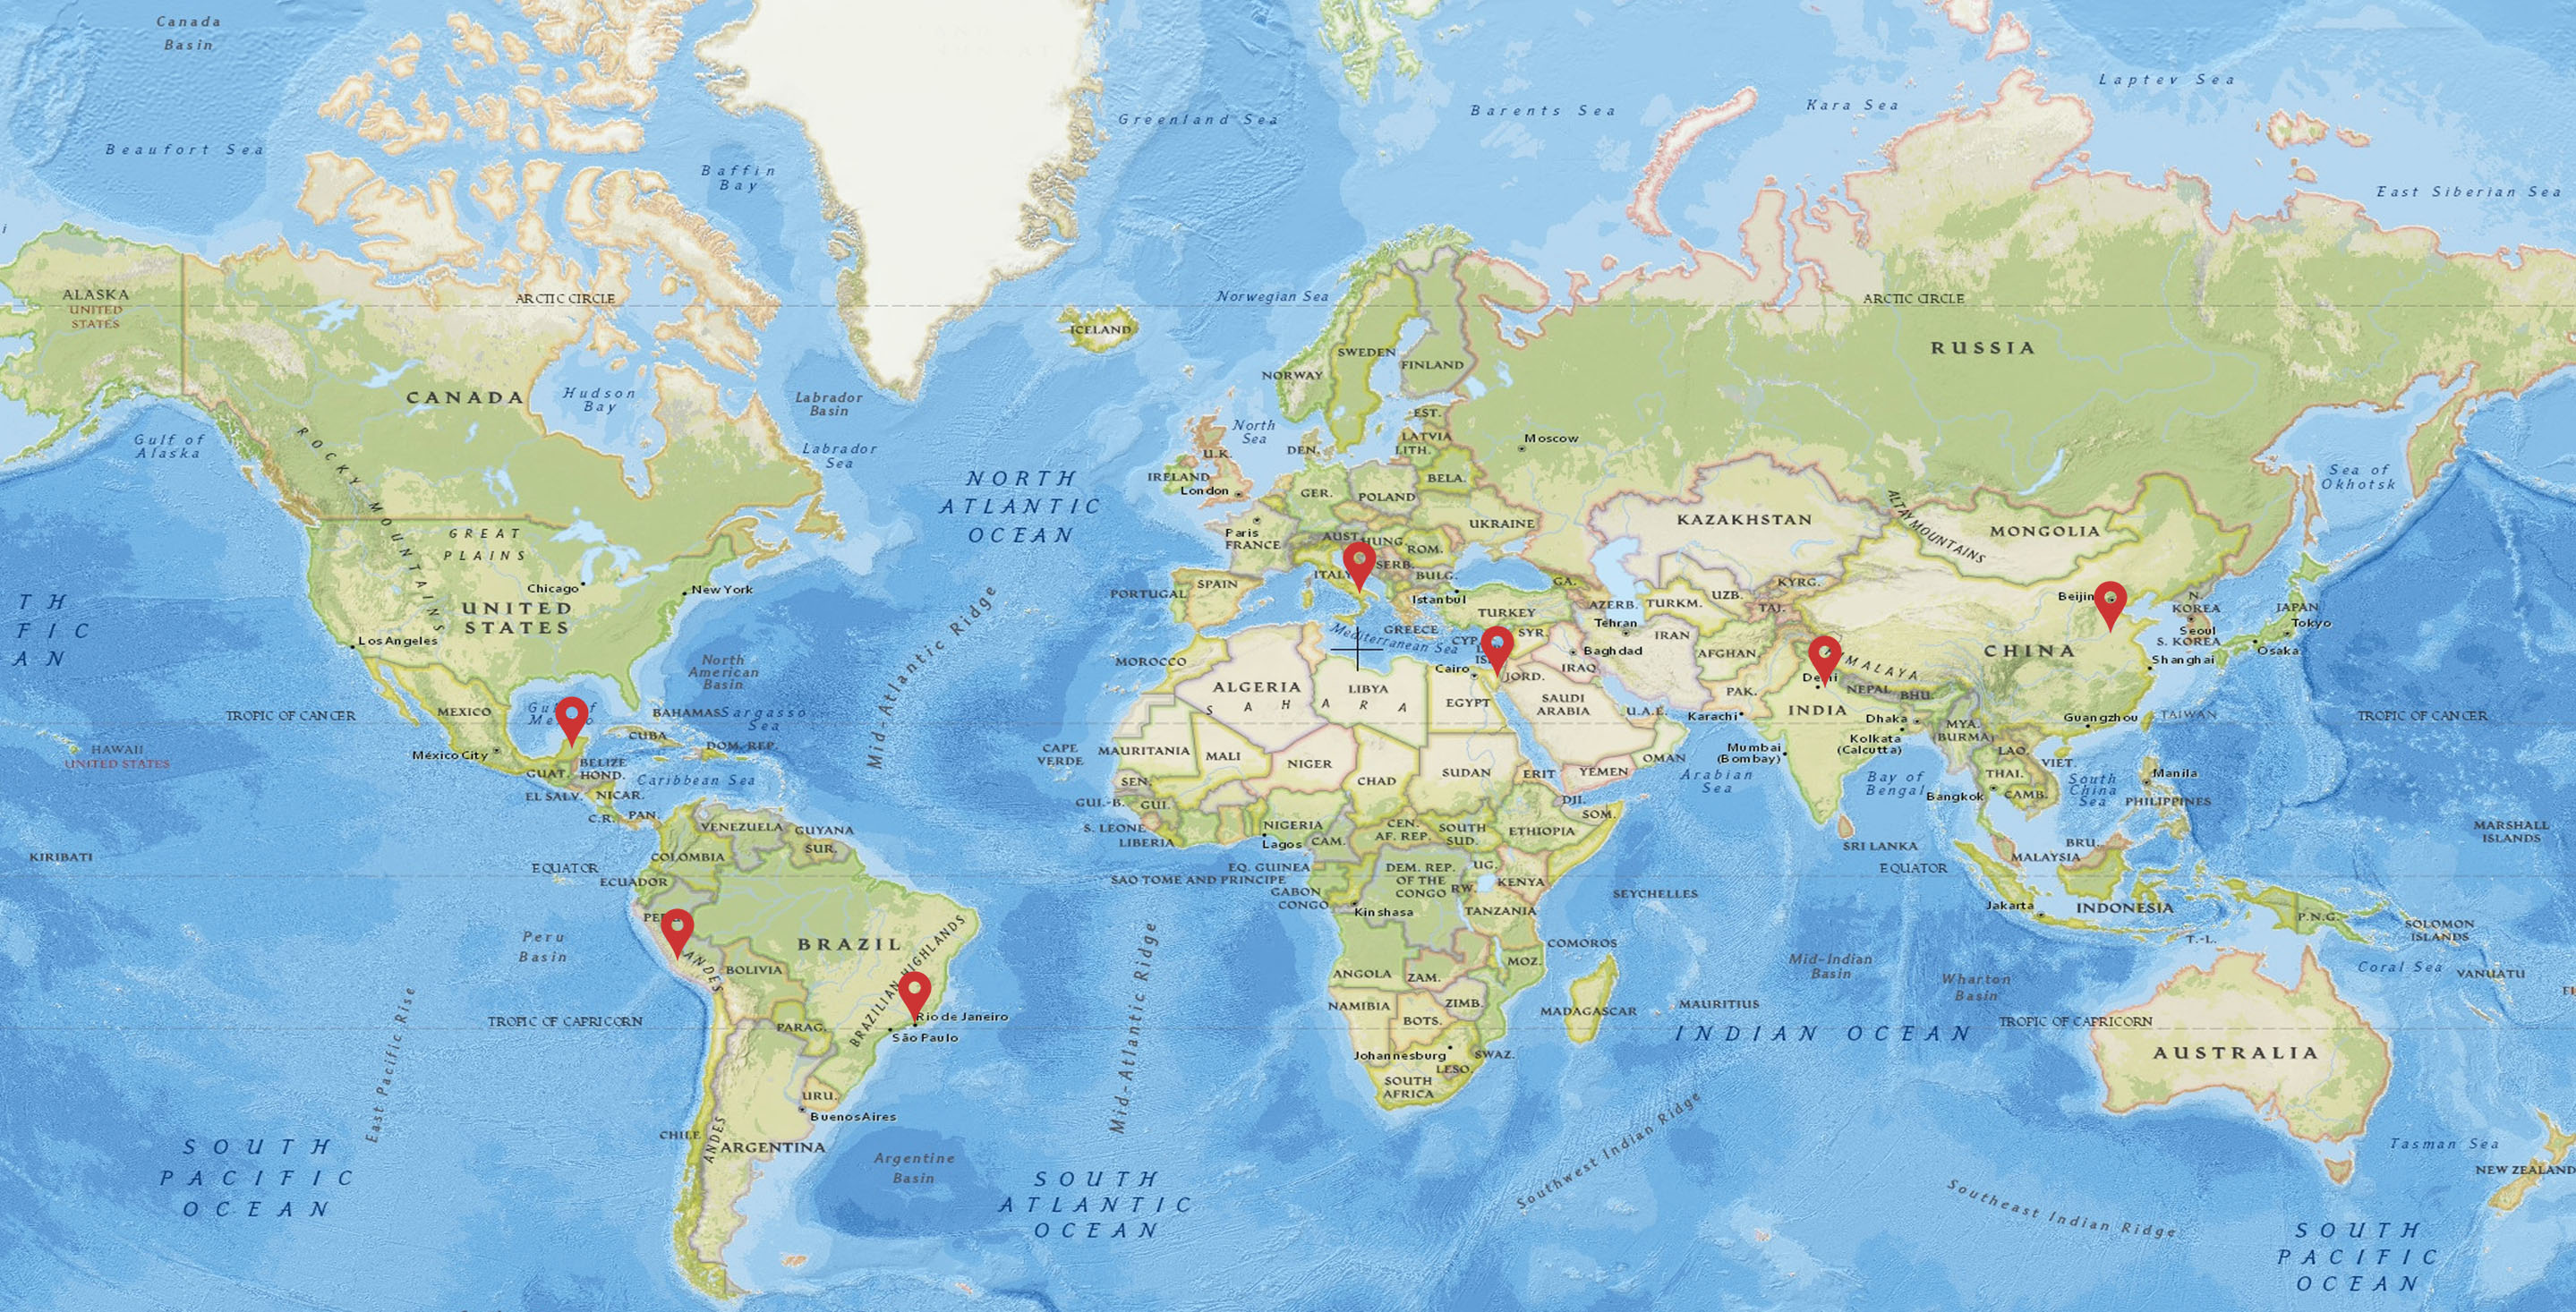 Canada
Basin
Beaufort Sea
Baffin
Bay
Greenland Sea
Barents Sea
Kara Sea
Laptev Sea
East Siberian Sea
ALASKA
UNITED
STATES
ARCTIC CIRCLE
ICELAND
Norwegian Sea
ARCTIC CIRCLE
RUSSIA
SWEDEN
FINLAND
NORWAY
CANADA
Hudson
Bay
Labrador
Basin
Labrador
Sea
Gulf of
Alaska
ROCKY MOUNTAINS
GREAT
PLAINS
NORTH
ATLANTIC
OCEAN
North
Sea
U.K.
IRELAND
London
DEN.
EST.
LATVIA
LITH.
BELA.
Moscow
GER.
POLAND
UKRAINE
Paris
FRANCE
AUST
HUNG.
ROM.
SERB.
BULG.
ITALY
SPAIN
PORTUGAL
Istanbul
TURKEY
GREECE
Mediterranean Sea
CYP.
SYR.
GA.
AZERB.
TURKM.
UZB.
KYRG.
TAJ.
KAZAKHSTAN
ALTAY MOUNTAINS
MONGOLIA
Sea of
Okhotsk
Chicago
New York
UNITED
STATES
Los Angeles
North
American
Basin
Mid-Atlantic Ridge
TH
FIC
AN
Tehran
IRAN
Baghdad
IRAQ
AFGHAN.
PAK.
Beijin
N.
KOREA
Seoul
S. KOREA
JAPAN
Tokyo
Osaka
CHINA
Shanghai
MALAYA
NEPAL
BHU.
INDIA
Karachi
Dhaka
Kolkata
(Calcutta)
Mumbai
(Bombay)
MYA.
(BURMA)
Guangzhou
TAIWAN
LAO.
VIET.
THAI.
CAMB.
Bangkok
South
China
Sea
Manila
PHILIPPINES
Bay of
Bengal
Arabian
Sea
SRI LANKA
MOROCCO
ALGERIA
LIBYA
SAHARA
Cairo
EGYPT
JORD.
SAUDI
ARABIA
U.A.E.
OMAN
YEMEN
MAURITANIA
MALI
NIGER
CHAD
SUDAN
ERIT
DJI.
SOM.
ETHIOPIA
CAPE
VERDE
SEN.
GUI.-B.
GUI.
S. LEONE
LIBERIA
NIGERIA
Lagos
CAM.
CEN.
AF. REP.
SOUTH
SUD.
EQ. GUINEA
SAO TOME AND PRINCIPE
GABON
CONGO
DEM. REP.
OF THE
CONGO
UG.
RW.
KENYA
Kinshasa
TANZANIA
SEYCHELLES
COMOROS
ANGOLA
ZAM.
MOZ.
NAMIBIA
ZIMB.
BOTS.
MADAGASCAR
MAURITIUS
Johannesburg
SWAZ.
LESO.
SOUTH
AFRICA
TROPIC OF CANCER
HAWAII
UNITED STATES
MEXICO
México City
BAHAMAS
Sargasso
Sea
CUBA
DOM. REP.
BELIZE
GUAT.
HOND.
Caribbean Sea
EL SALV.
NICAR.
C.R.
PAN.
VENEZUELA
GUYANA
SUR.
COLOMBIA
ECUADOR
EQUATOR
KIRIBATI
BRAZIL
BRAZILIAN HIGHLANDS
ANDES
BOLIVIA
Peru
Basin
TROPIC OF CAPRICORN
PARAG.
Rio de Janeiro
São Paulo
URU.
Buenos Aires
CHILE
ANDES
ARGENTINA
Argentine
Basin
East Pacific Rise
SOUTH
PACIFIC
OCEAN
SOUTH
ATLANTIC
OCEAN
Mid-Atlantic Ridge
TROPIC OF CANCER
MARSHALL
ISLANDS
EQUATOR
BRU.
MALAYSIA
Jakarta
INDONESIA
P.N.G.
SOLOMON
ISLANDS
T.-L.
Coral Sea
VANUATU
Mid-Indian
Basin
Wharton
Basin
INDIAN OCEAN
TROPIC OF CAPRICORN
AUSTRALIA
Southwest Indian Ridge
Southeast Indian Ridge
Tasman Sea
NEW ZEALAND
SOUTH
PACIFIC
OCEAN